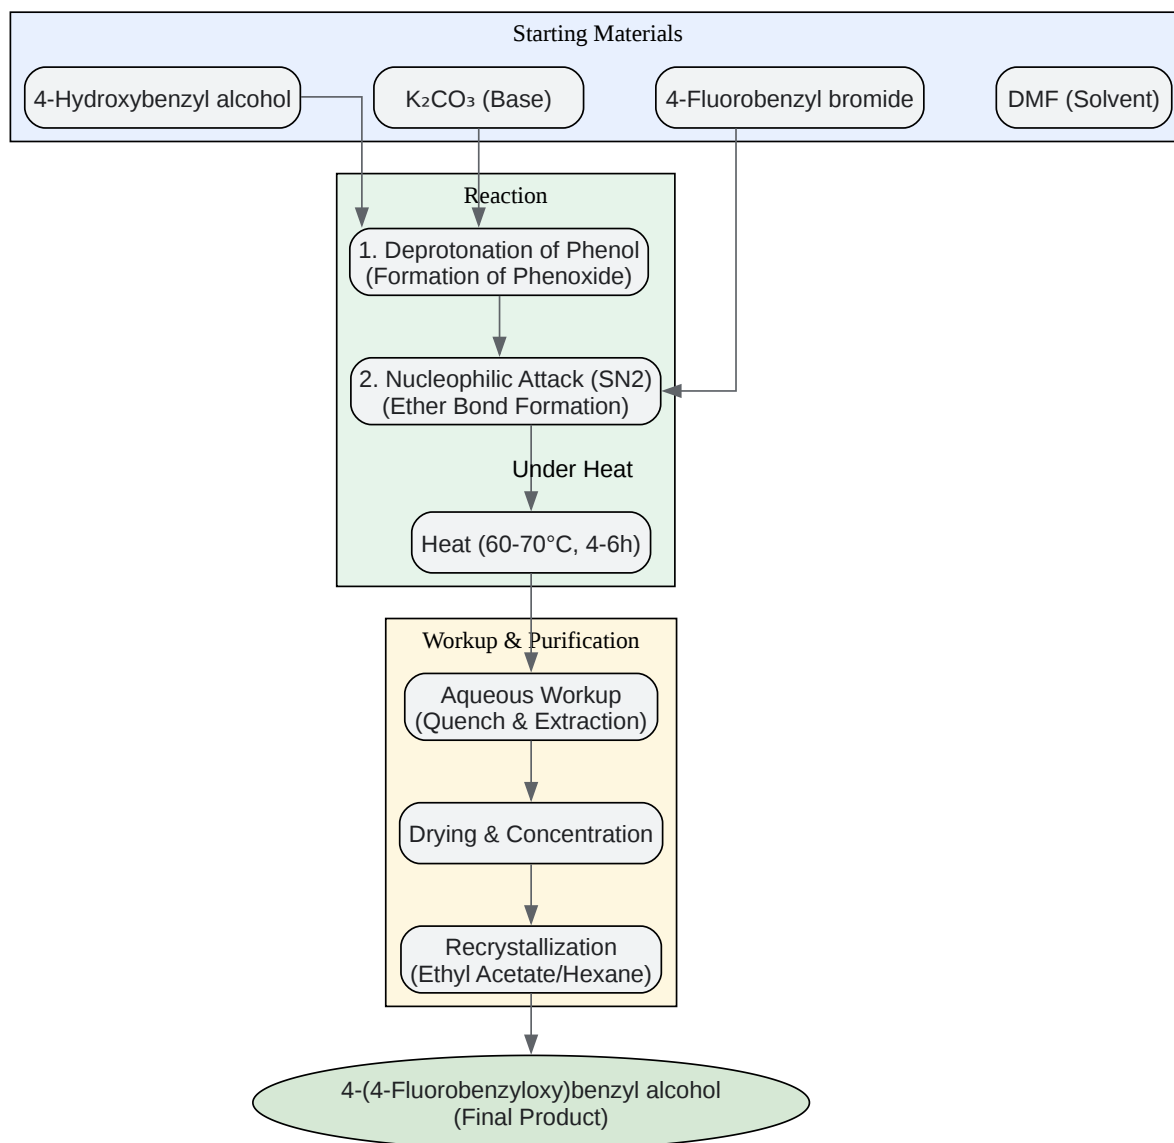 Starting Materials
4-Hydroxybenzyl alcohol
K₂CO₃ (Base)
4-Fluorobenzyl bromide
DMF (Solvent)
Reaction
1. Deprotonation of Phenol
(Formation of Phenoxide)
2. Nucleophilic Attack (SN2)
(Ether Bond Formation)
Under Heat
Heat (60-70°C, 4-6h)
Workup & Purification
Aqueous Workup
(Quench & Extraction)
Drying & Concentration
Recrystallization
(Ethyl Acetate/Hexane)
4-(4-Fluorobenzyloxy)benzyl alcohol
(Final Product)